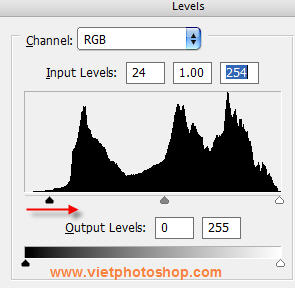 Levels
Channel: RGB
Input Levels: 24 1.00 254
Output Levels: 0 255
www.vietphotoshop.com